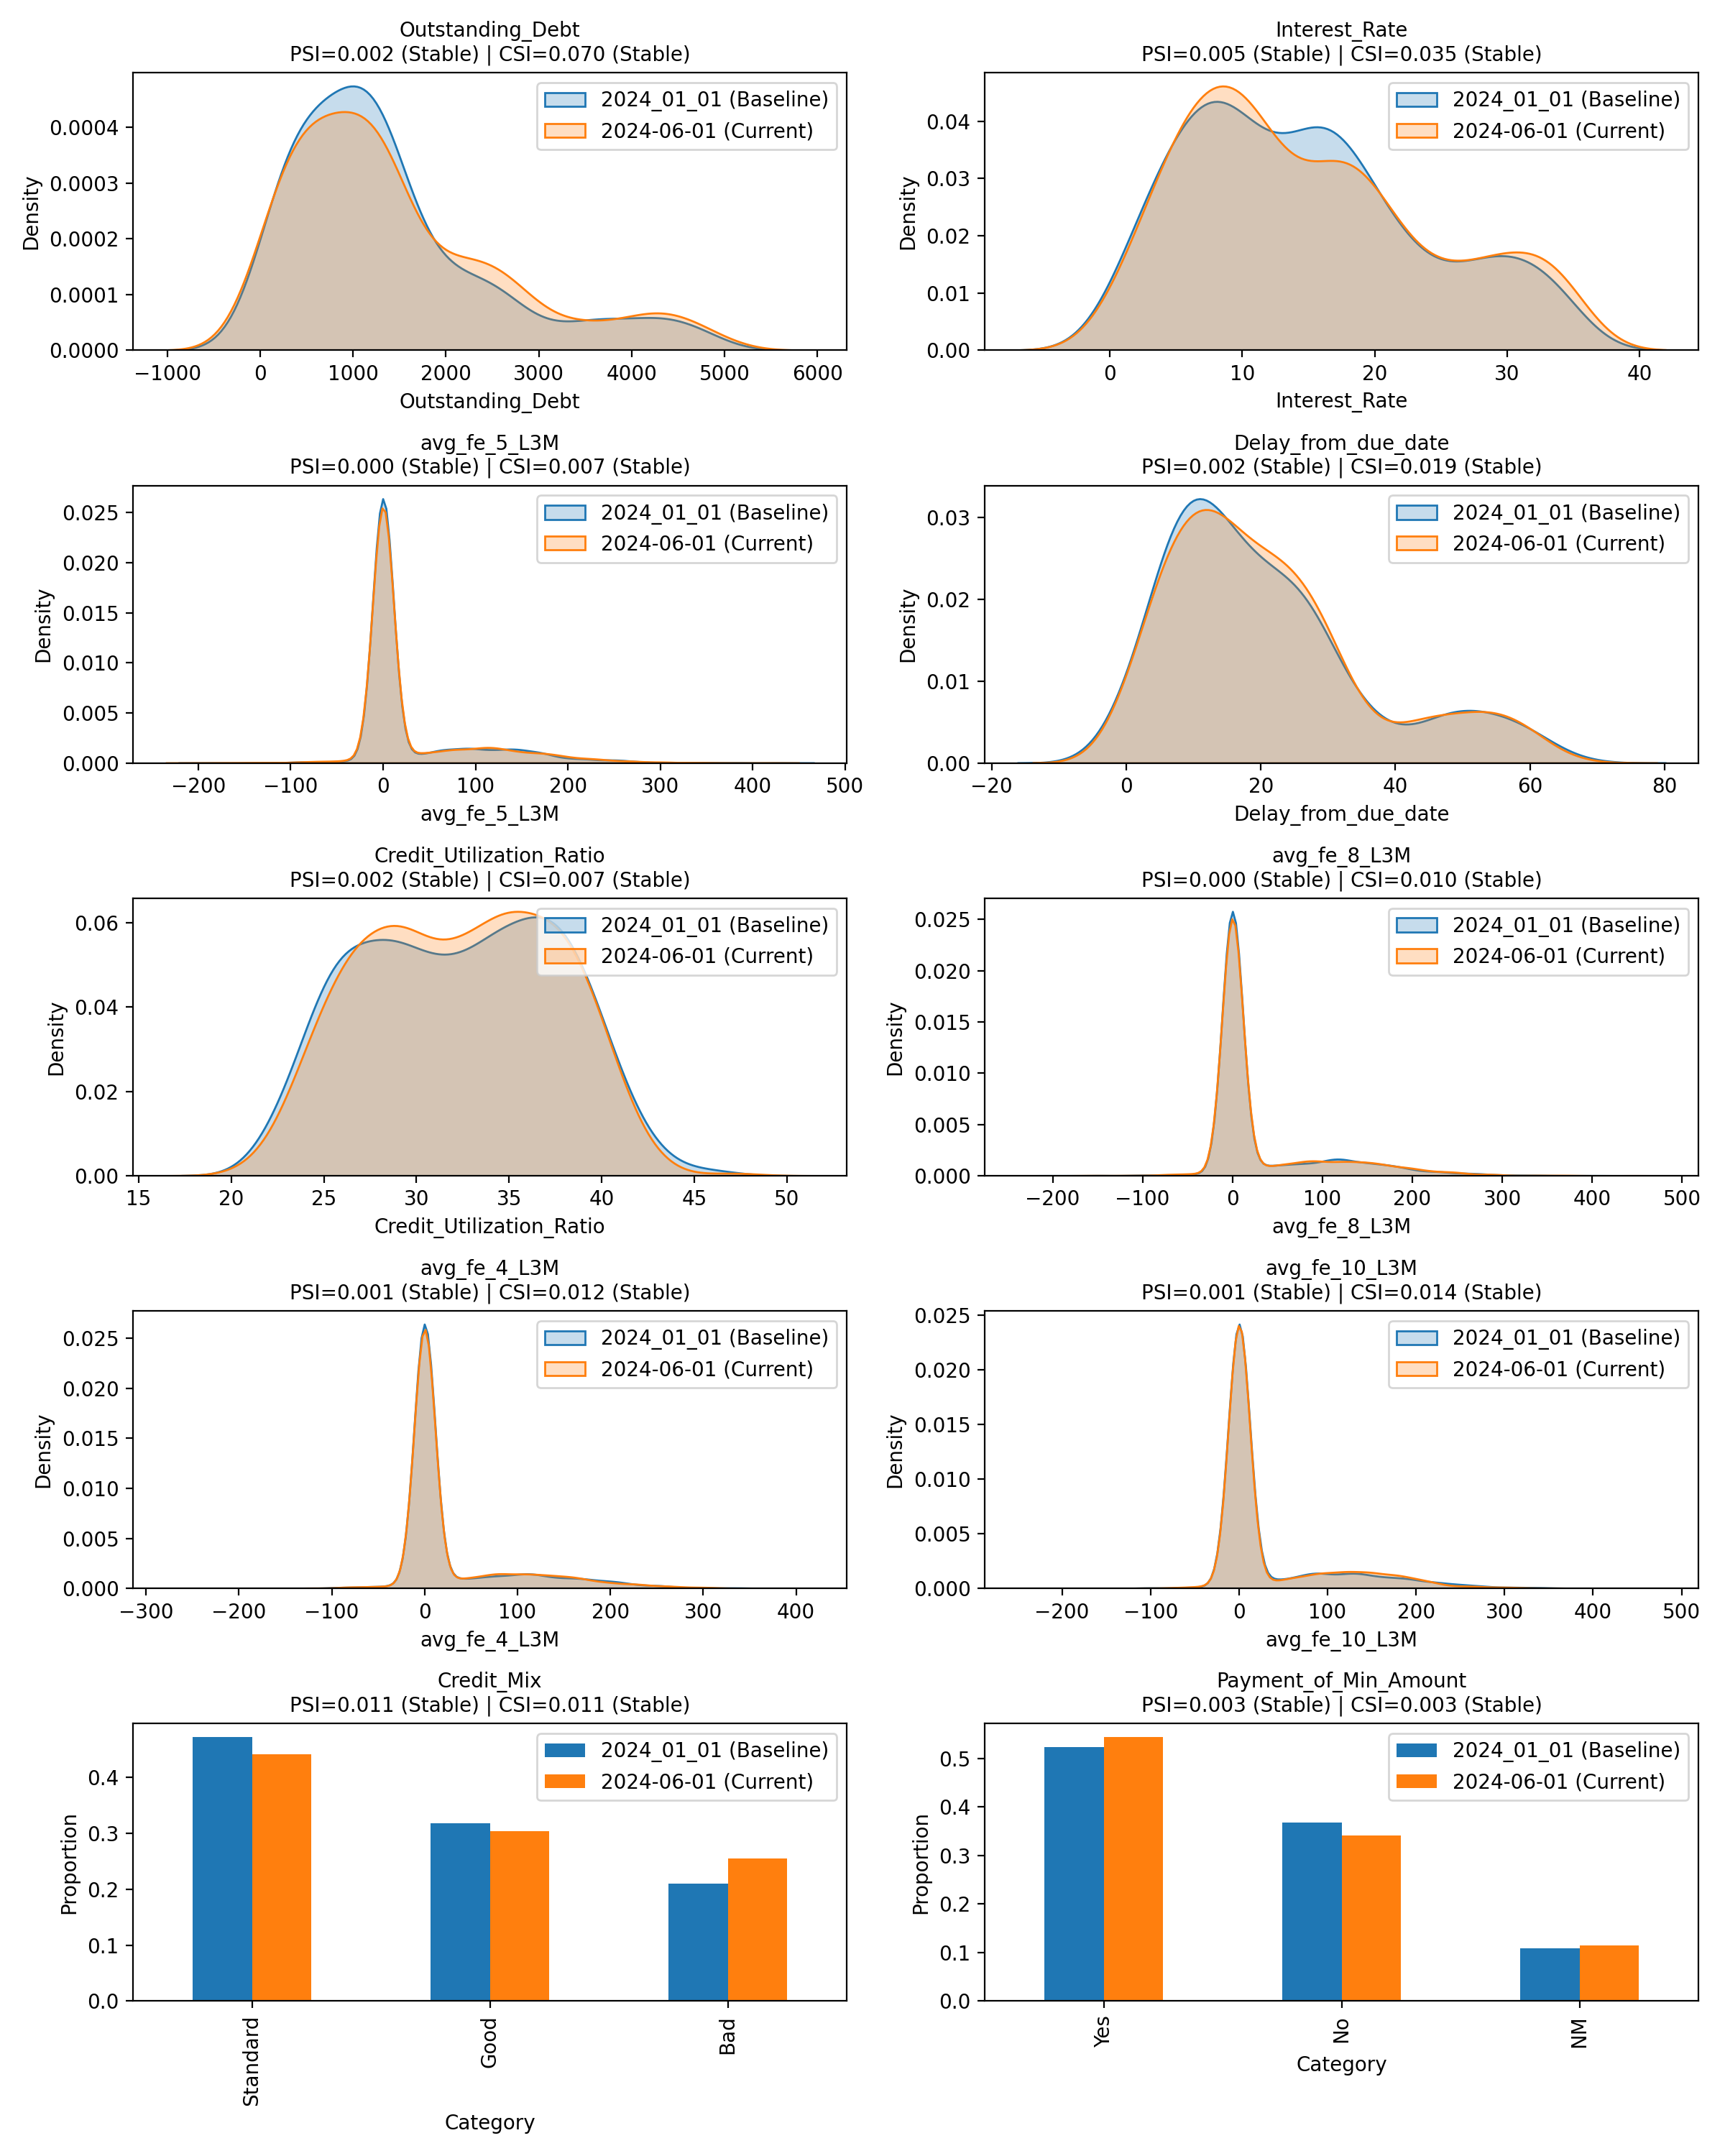 Outstanding_Debt
PSI=0.002 (Stable) | CSI=0.070 (Stable)
2024_01_01 (Baseline)
2024-06-01 (Current)
Density
0.0004
0.0003
0.0002
0.0001
0.0000
−1000 0 1000 2000 3000 4000 5000 6000
Outstanding_Debt
Interest_Rate
PSI=0.005 (Stable) | CSI=0.035 (Stable)
2024_01_01 (Baseline)
2024-06-01 (Current)
Density
0.04
0.03
0.02
0.01
0.00
0 10 20 30 40
Interest_Rate
avg_fe_5_L3M
PSI=0.000 (Stable) | CSI=0.007 (Stable)
2024_01_01 (Baseline)
2024-06-01 (Current)
Density
0.025
0.020
0.015
0.010
0.005
0.000
−200 −100 0 100 200 300 400 500
avg_fe_5_L3M
Delay_from_due_date
PSI=0.002 (Stable) | CSI=0.019 (Stable)
2024_01_01 (Baseline)
2024-06-01 (Current)
Density
0.03
0.02
0.01
0.00
−20 0 20 40 60 80
Delay_from_due_date
Credit_Utilization_Ratio
PSI=0.002 (Stable) | CSI=0.007 (Stable)
2024_01_01 (Baseline)
2024-06-01 (Current)
Density
0.06
0.04
0.02
0.00
15 20 25 30 35 40 45 50
Credit_Utilization_Ratio
avg_fe_8_L3M
PSI=0.000 (Stable) | CSI=0.010 (Stable)
2024_01_01 (Baseline)
2024-06-01 (Current)
Density
0.025
0.020
0.015
0.010
0.005
0.000
−200 −100 0 100 200 300 400 500
avg_fe_8_L3M
avg_fe_4_L3M
PSI=0.001 (Stable) | CSI=0.012 (Stable)
2024_01_01 (Baseline)
2024-06-01 (Current)
Density
0.025
0.020
0.015
0.010
0.005
0.000
−300 −200 −100 0 100 200 300 400
avg_fe_4_L3M
avg_fe_10_L3M
PSI=0.001 (Stable) | CSI=0.014 (Stable)
2024_01_01 (Baseline)
2024-06-01 (Current)
Density
0.025
0.020
0.015
0.010
0.005
0.000
−200 −100 0 100 200 300 400 500
avg_fe_10_L3M
Credit_Mix
PSI=0.011 (Stable) | CSI=0.011 (Stable)
2024_01_01 (Baseline)
2024-06-01 (Current)
Proportion
0.4
0.3
0.2
0.1
0.0
Standard
Good
Bad
Category
Payment_of_Min_Amount
PSI=0.003 (Stable) | CSI=0.003 (Stable)
2024_01_01 (Baseline)
2024-06-01 (Current)
Proportion
0.5
0.4
0.3
0.2
0.1
0.0
Yes
No
NM
Category